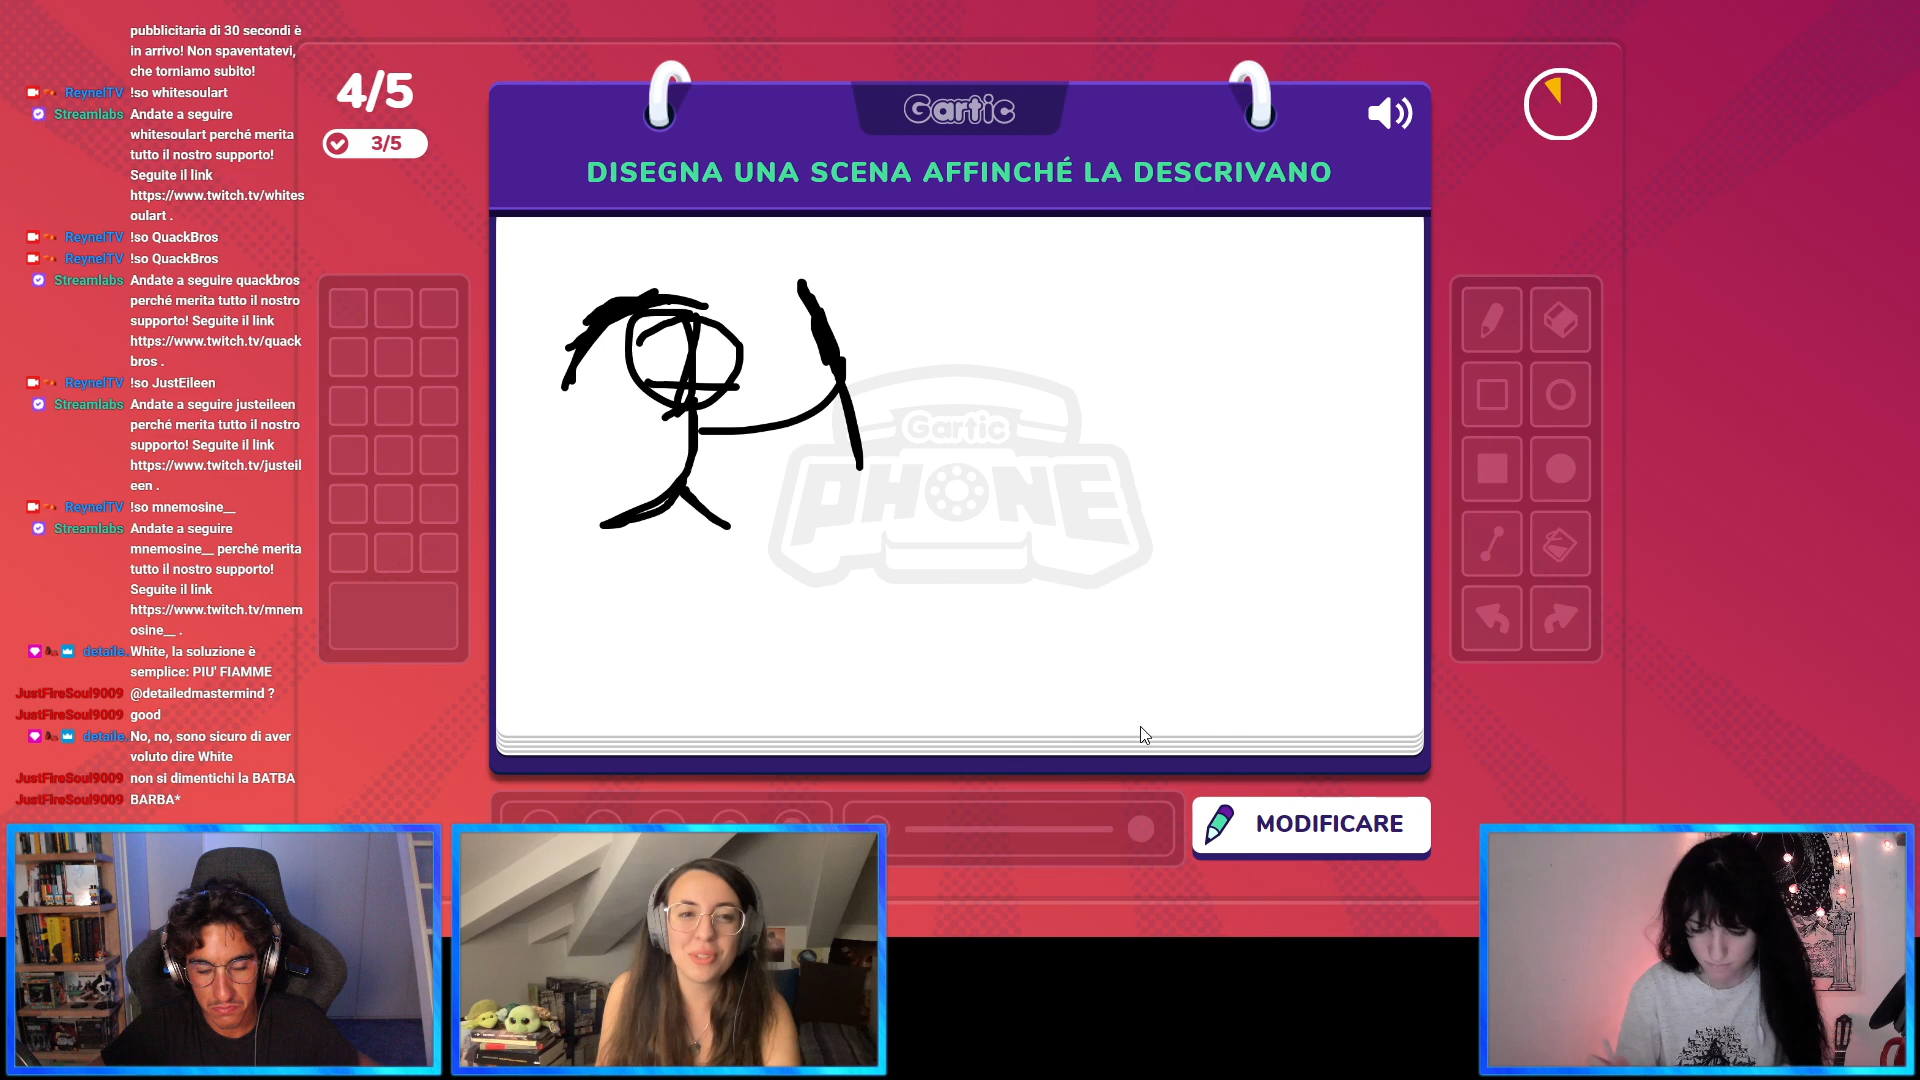 pubblicitaria di 30 secondi è
in arrivo! Non spaventatevi,
che torniamo subito!
ReynelTV !so whitesoulart
Streamlabs Andate a seguire
whitesoulart perché merita
tutto il nostro supporto!
Seguite il link
https://www.twitch.tv/whites
oulart .
ReynelTV !so QuackBros
ReynelTV !so QuackBros
Streamlabs Andate a seguire quackbros
perché merita tutto il nostro
supporto! Seguite il link
https://www.twitch.tv/quack
bros .
ReynelTV !so JustEileen
Streamlabs Andate a seguire justeileen
perché merita tutto il nostro
supporto! Seguite il link
https://www.twitch.tv/justeil
een .
ReynelTV !so mnemosine__
Streamlabs Andate a seguire
mnemosine__ perché merita
tutto il nostro supporto!
Seguite il link
https://www.twitch.tv/mnem
osine__ .
detaile. White, la soluzione è
semplice: PIU' FIAMME
JustFireSoul9009 @detailedmastermind ?
JustFireSoul9009 good
detaile. No, no, sono sicuro di aver
voluto dire White
JustFireSoul9009 non si dimentichi la BATBA
JustFireSoul9009 BARBA*
4/5
3/5
Gartic
DISEGNA UNA SCENA AFFINCHÉ LA DESCRIVANO
Gartic
PHONE
MODIFICARE